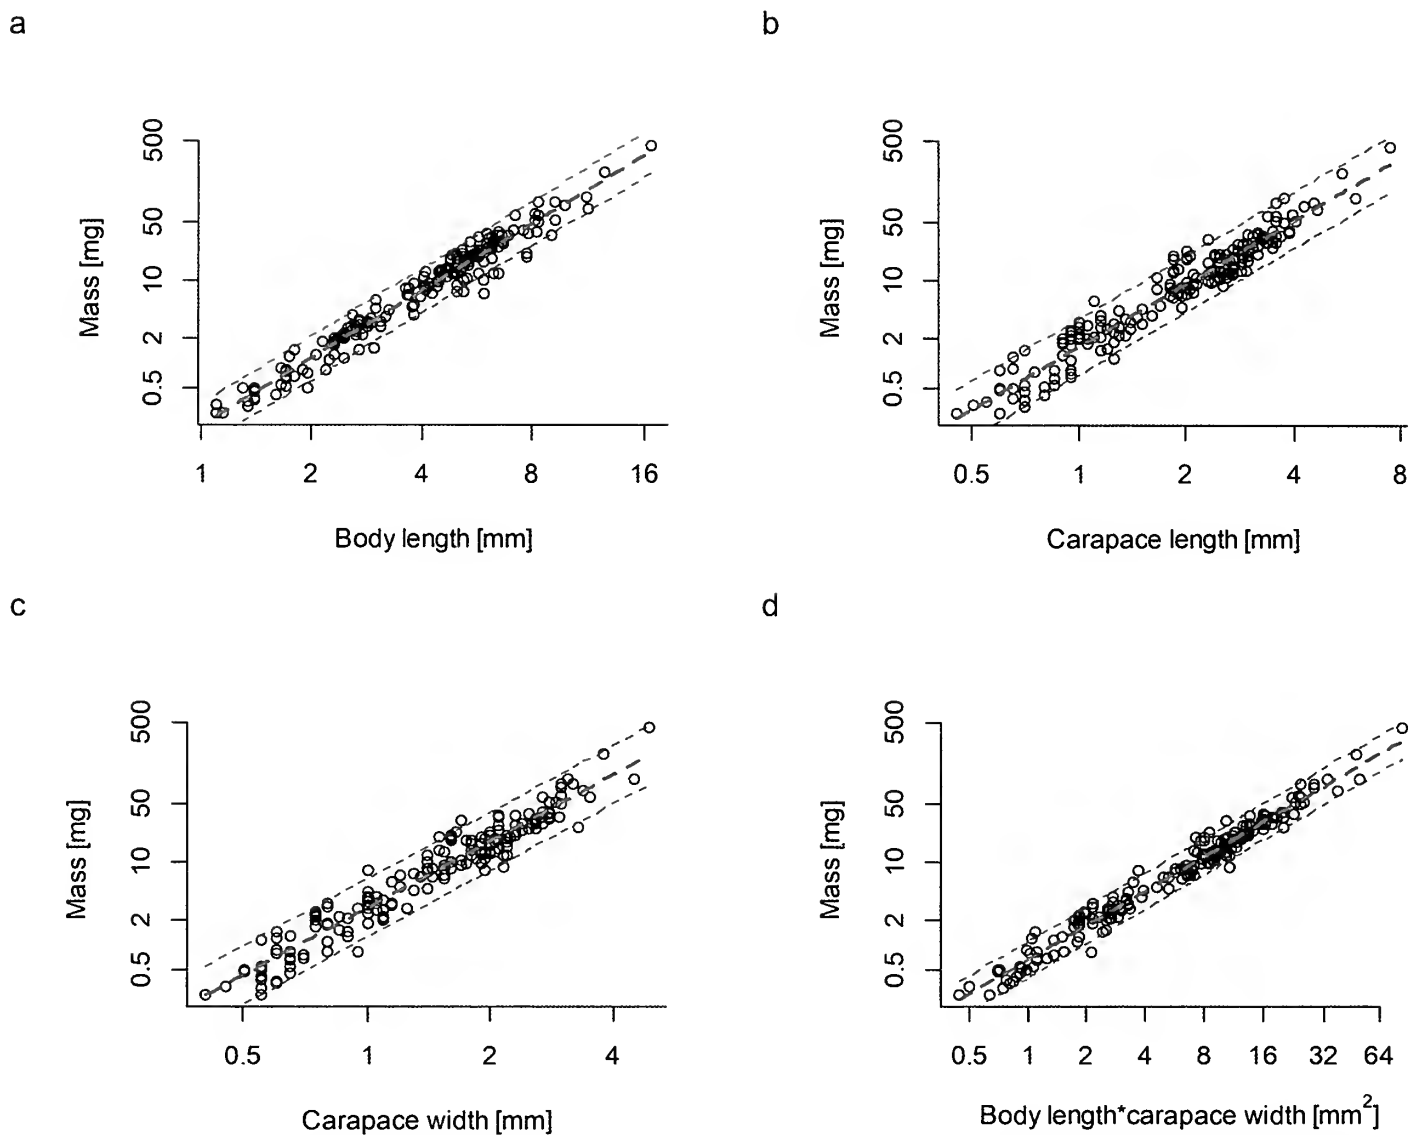 a
b
500
50
10
2
0.5
Mass [mg]
1 2 4 8 16
Body length [mm]
500
50
10
2
0.5
Mass [mg]
0.5 1 2 4 8
Carapace length [mm]
c
d
500
50
10
2
0.5
Mass [mg]
0.5 1 2 4
Carapace width [mm]
500
50
10
2
0.5
Mass [mg]
0.5 1 2 4 8 16 32 64
Body length*carapace width [mm²]